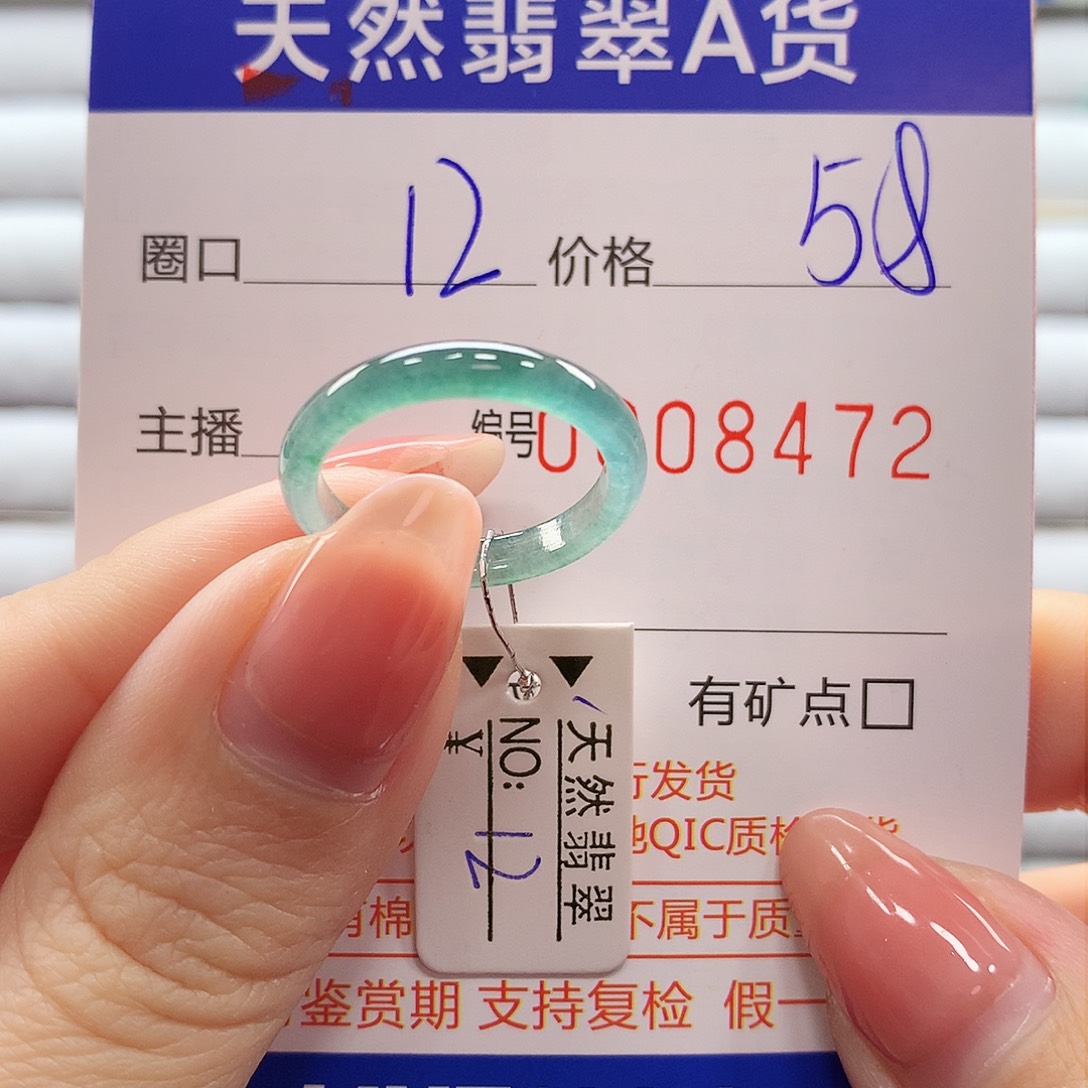 天然翡翠A货
圈口 12 价格 58
主播 编号 08472
有矿点□
发货
QIC质检
有棉 不属于质
鉴赏期 支持复检 假一
天然翡翠
NO: 12
¥